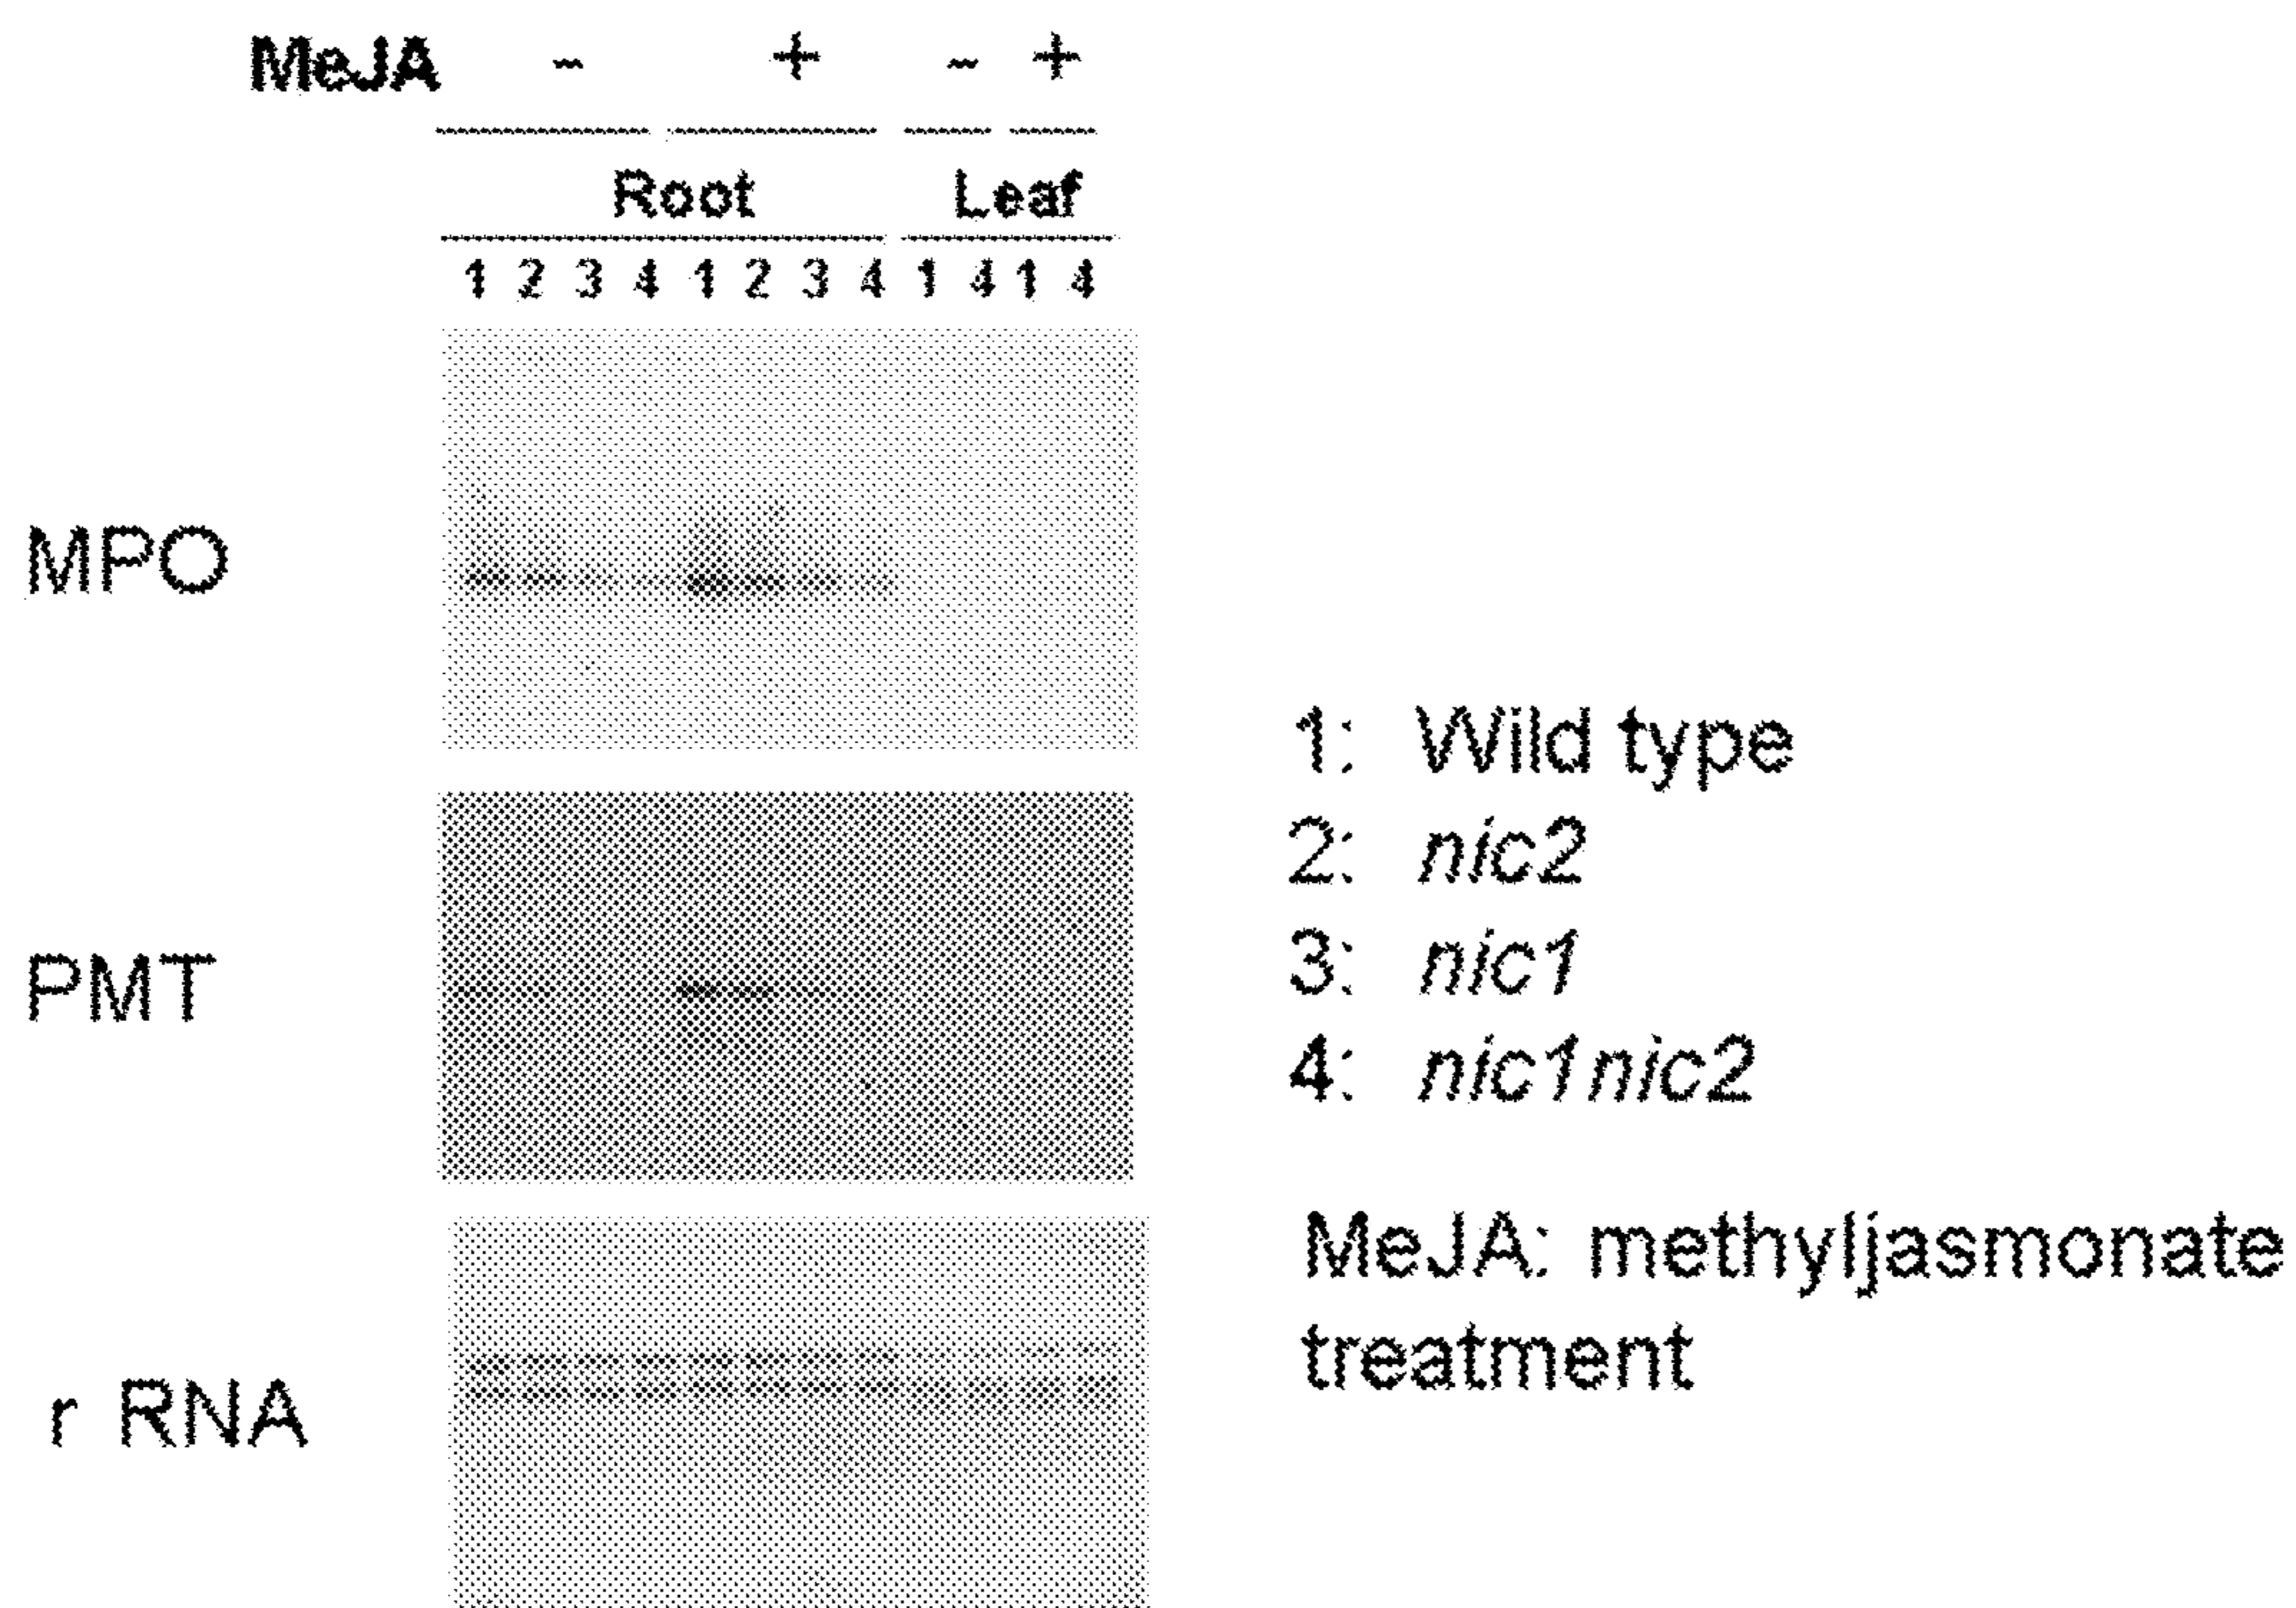 MeJA - + - +
Root Leaf
1 2 3 4 1 2 3 4 1 4 1 4
MPO
PMT
r RNA
1: Wild type
2: nic2
3: nic1
4: nic1nic2
MeJA: methyljasmonate
treatment